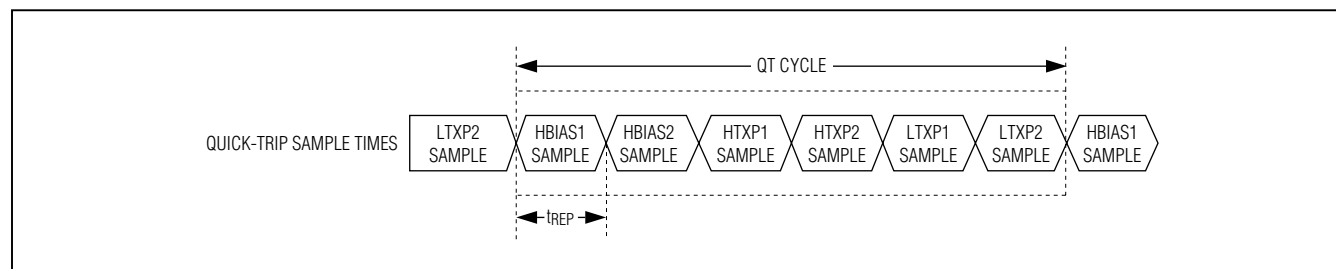 QT CYCLE
QUICK-TRIP SAMPLE TIMES
LTXP2
SAMPLE
HBIAS1
SAMPLE
HBIAS2
SAMPLE
HTXP1
SAMPLE
HTXP2
SAMPLE
LTXP1
SAMPLE
LTXP2
SAMPLE
HBIAS1
SAMPLE
tREP